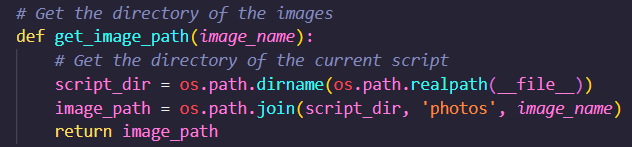 # Get the directory of the images
def get_image_path(image_name):
    # Get the directory of the current script
    script_dir = os.path.dirname(os.path.realpath(__file__))
    image_path = os.path.join(script_dir, 'photos', image_name)
    return image_path